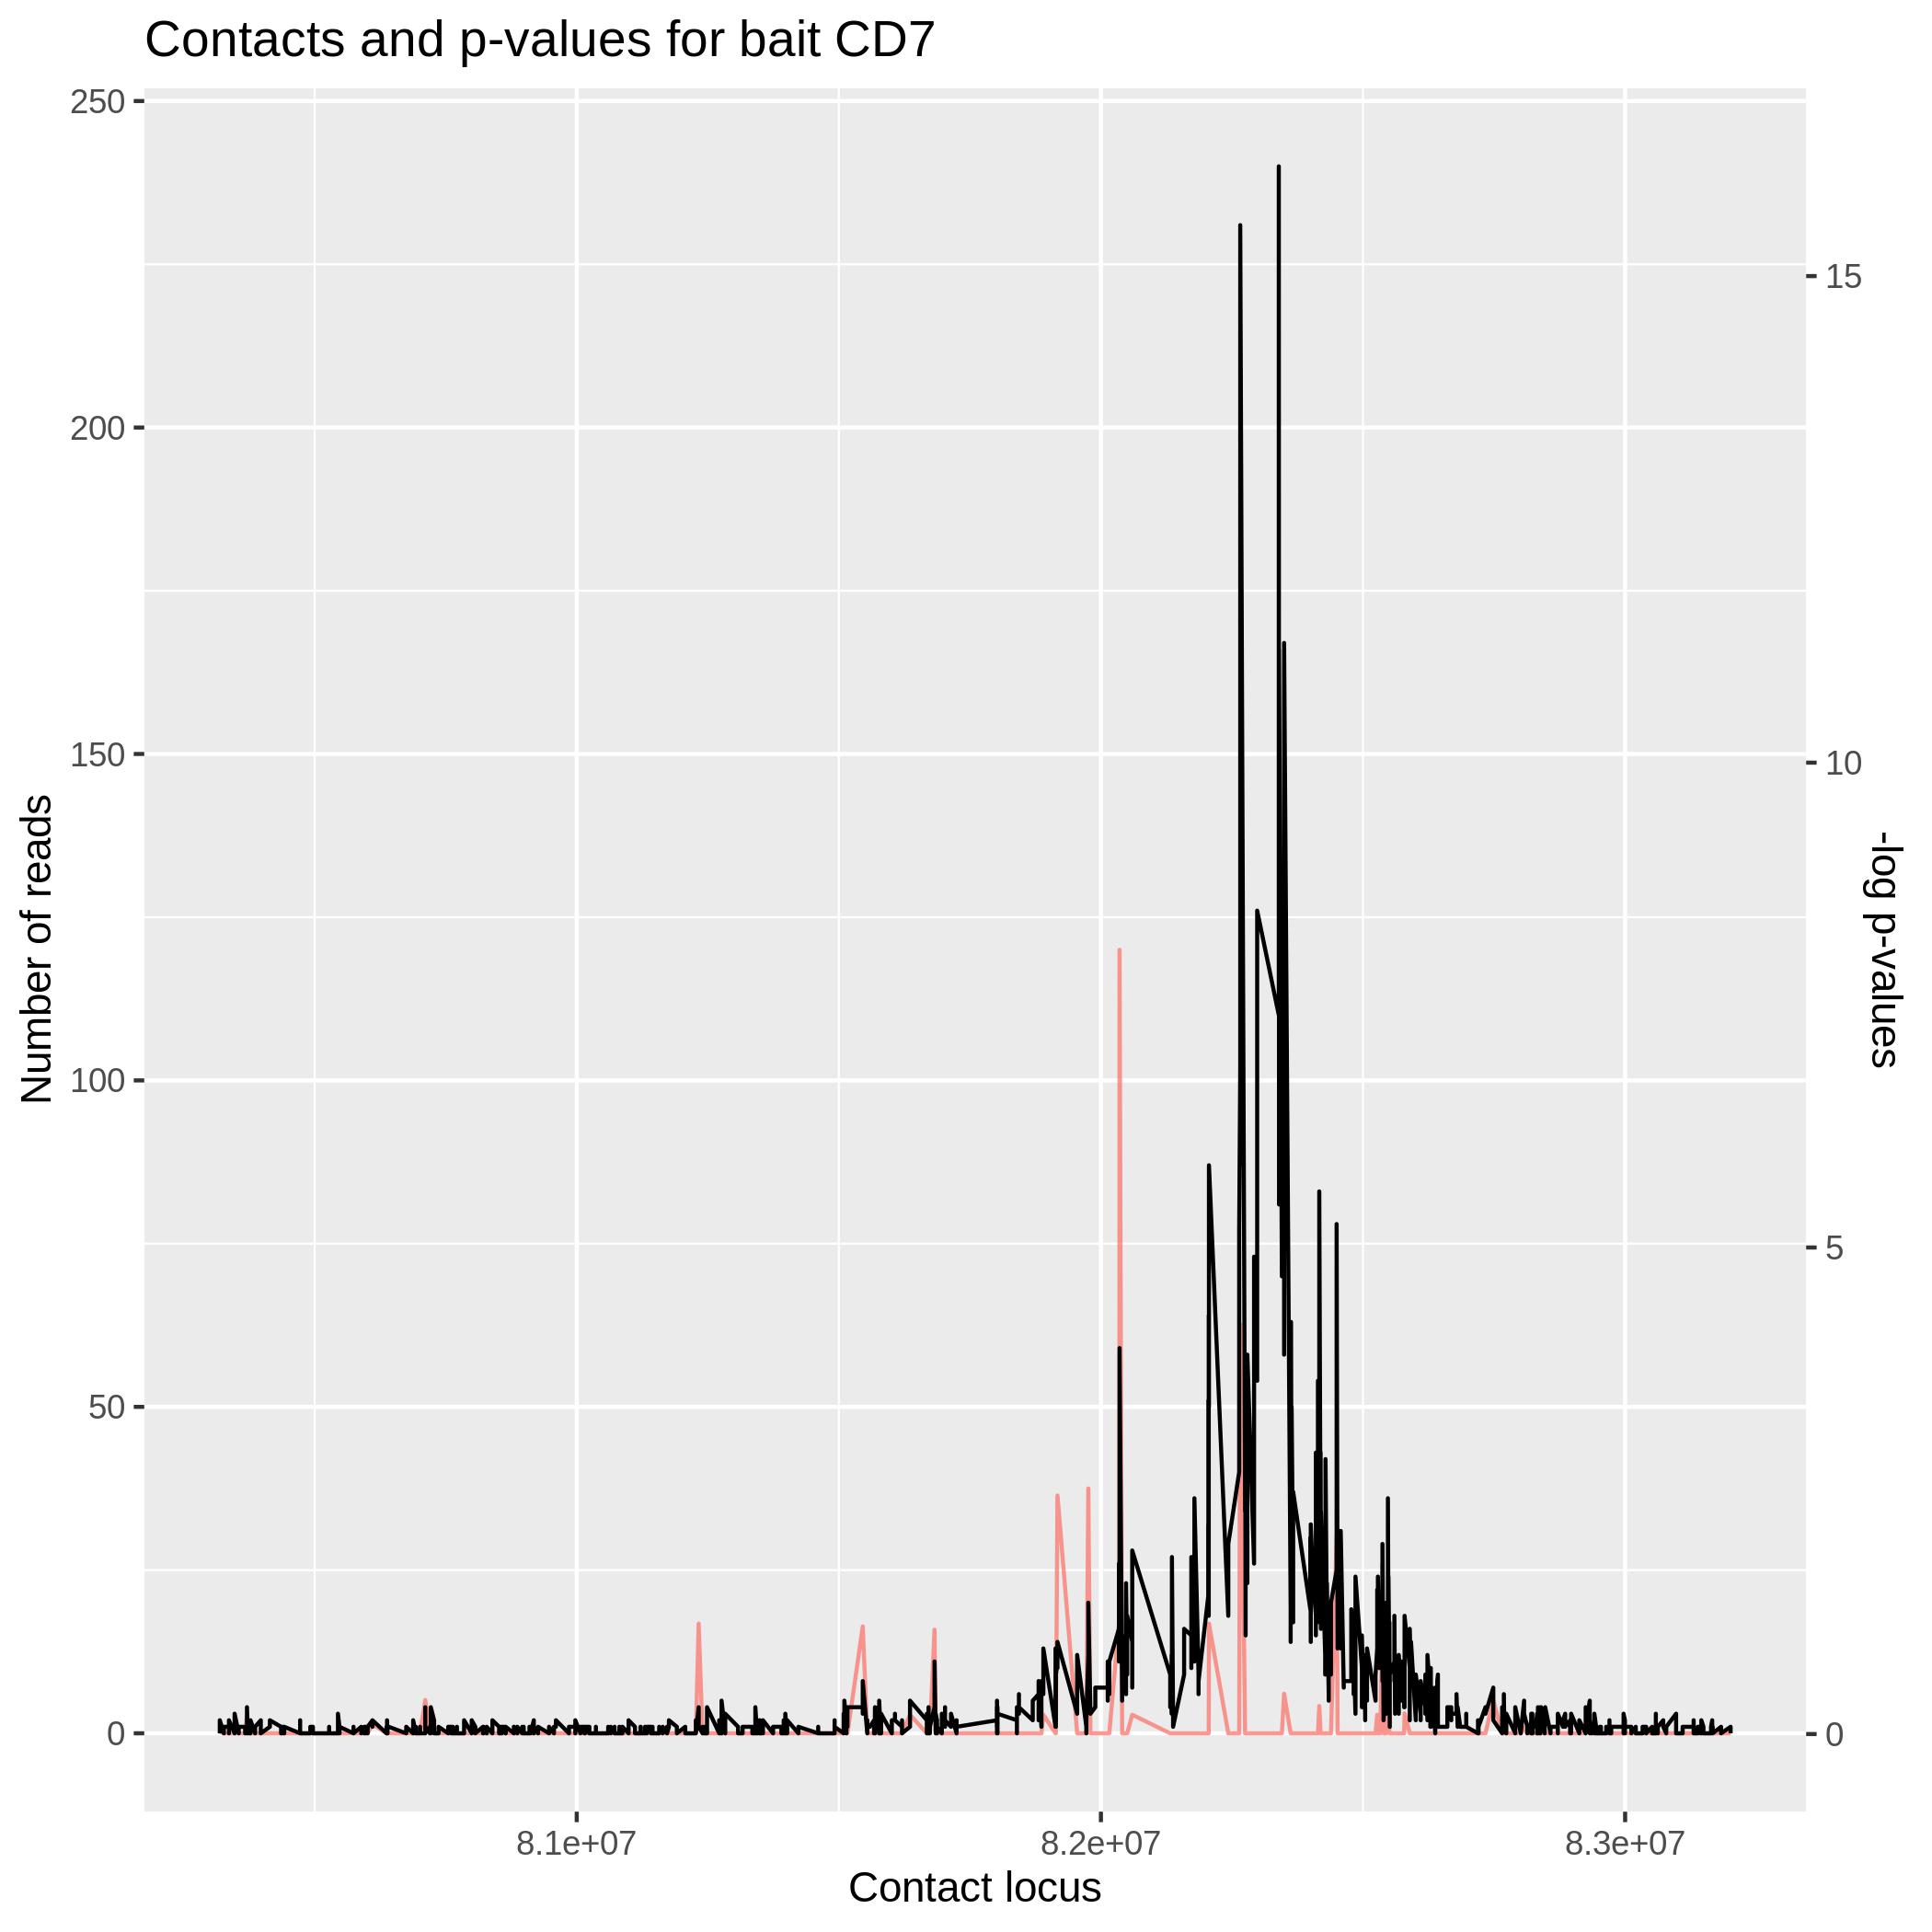 Contacts and p-values for bait CD7
250
200
150
100
50
0
Number of reads
15
10
5
0
-log p-values
8.1e+07
8.2e+07
8.3e+07
Contact locus